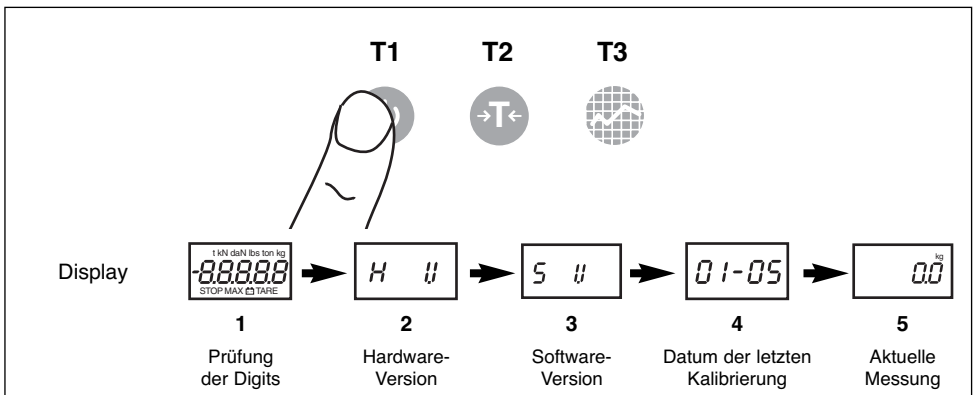 T1 T2 T3
→T←
Display
t kN daN lbs ton kg
-8.8.8.8.8
STOP MAX TARE
H 1.1
S 1.1
01-05
kg
0.0
1 2 3 4 5
Prüfung Hardware- Software- Datum der letzten Aktuelle
der Digits Version Version Kalibrierung Messung